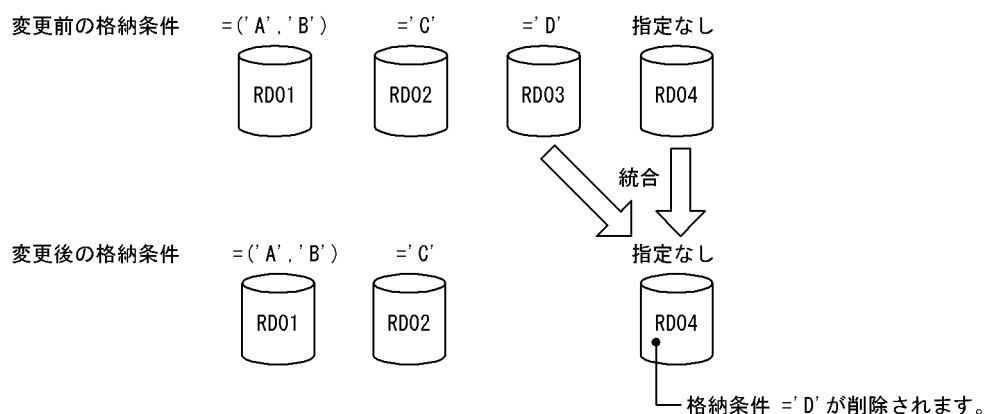 変更前の格納条件 =('A','B') ='C' ='D' 指定なし
RD01 RD02 RD03 RD04
統合
変更後の格納条件 =('A','B') ='C' 指定なし
RD01 RD02 RD04
格納条件 ='D'が削除されます。